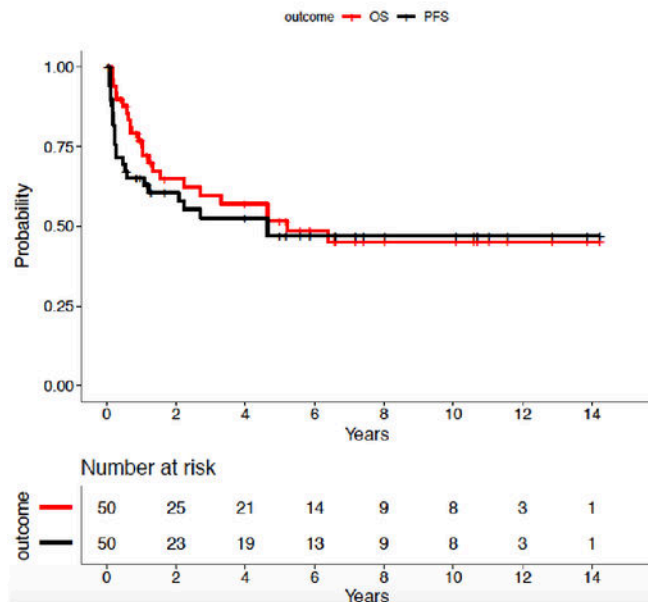 outcome OS PFS
1.00
0.75
0.50
0.25
0.00
Probability
0 2 4 6 8 10 12 14
Years
Number at risk
outcome
50 25 21 14 9 8 3 1
50 23 19 13 9 8 3 1
0 2 4 6 8 10 12 14
Years